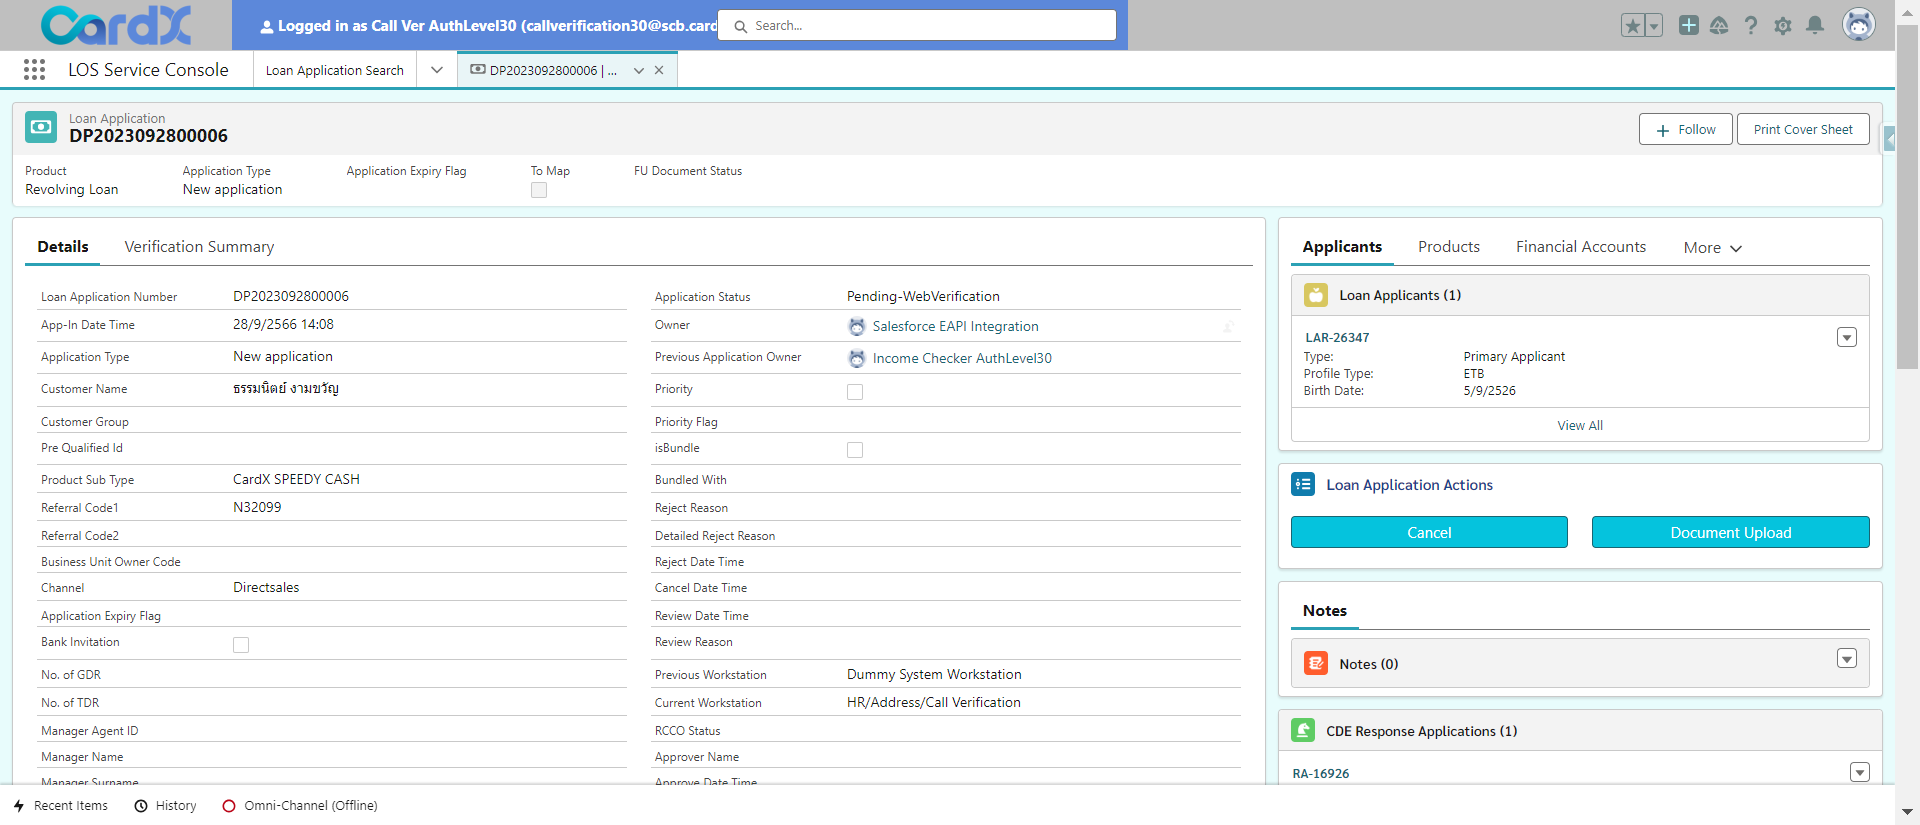 CardX
Logged in as Call Ver AuthLevel30 (callverification30@scb.card
Search...
LOS Service Console
Loan Application Search
DP2023092800006 | ...
Loan Application
DP2023092800006
Follow
Print Cover Sheet
Product
Application Type
Application Expiry Flag
To Map
FU Document Status
Revolving Loan
New application
Details
Verification Summary
Loan Application Number
DP2023092800006
App-In Date Time
28/9/2566 14:08
Application Type
New application
Customer Name
ธรรมนิตย์ งามขวัญ
Customer Group
Pre Qualified Id
Product Sub Type
CardX SPEEDY CASH
Referral Code1
N32099
Referral Code2
Business Unit Owner Code
Channel
Directsales
Application Expiry Flag
Bank Invitation
No. of GDR
No. of TDR
Manager Agent ID
Manager Name
Manager Surname
Application Status
Pending-WebVerification
Owner
Salesforce EAPI Integration
Previous Application Owner
Income Checker AuthLevel30
Priority
Priority Flag
isBundle
Bundled With
Reject Reason
Detailed Reject Reason
Reject Date Time
Cancel Date Time
Review Date Time
Review Reason
Previous Workstation
Dummy System Workstation
Current Workstation
HR/Address/Call Verification
RCCO Status
Approver Name
Approve Date Time
Applicants
Products
Financial Accounts
More
Loan Applicants (1)
LAR-26347
Type:
Primary Applicant
Profile Type:
ETB
Birth Date:
5/9/2526
View All
Loan Application Actions
Cancel
Document Upload
Notes
Notes (0)
CDE Response Applications (1)
RA-16926
Recent Items
History
Omni-Channel (Offline)